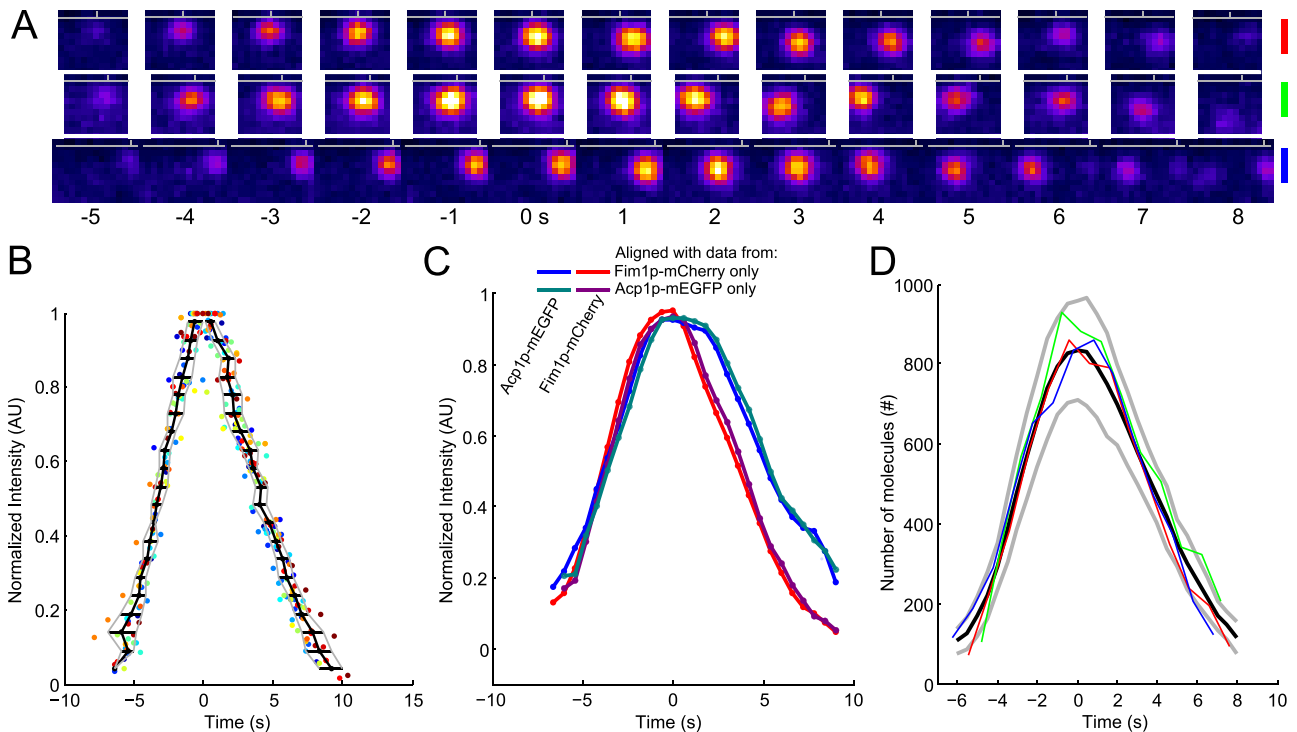 A
-5 -4 -3 -2 -1 0 s 1 2 3 4 5 6 7 8
B
C
D
Aligned with data from:
Fim1p-mCherry only
Acp1p-mEGFP only
Acp1p-mEGFP
Fim1p-mCherry
Normalized Intensity (AU)
1
0.8
0.6
0.4
0.2
0
−10 −5 0 5 10 15
Time (s)
Normalized Intensity (AU)
1
0.8
0.6
0.4
0.2
0
−10 −5 0 5 10
Time (s)
Number of molecules (#)
1000
800
600
400
200
0
−6 −4 −2 0 2 4 6 8 10
Time (s)